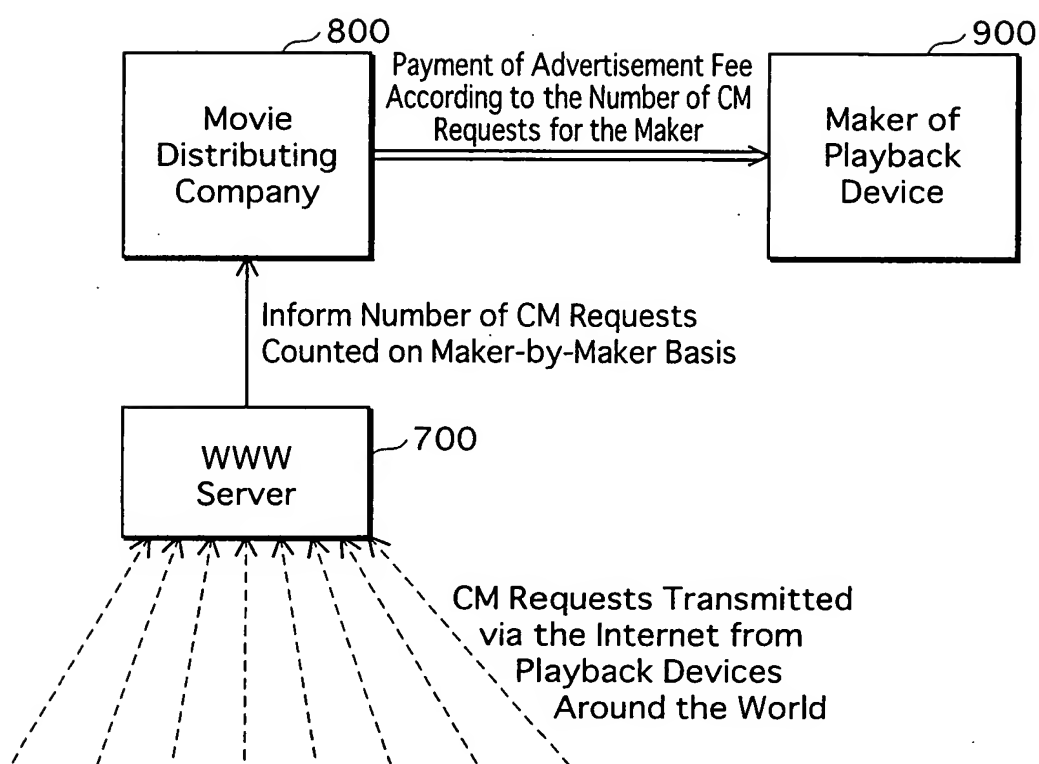 800
900
Movie
Distributing
Company
Payment of Advertisement Fee
According to the Number of CM
Requests for the Maker
Maker of
Playback
Device
Inform Number of CM Requests
Counted on Maker-by-Maker Basis
WWW
Server
700
CM Requests Transmitted
via the Internet from
Playback Devices
Around the World